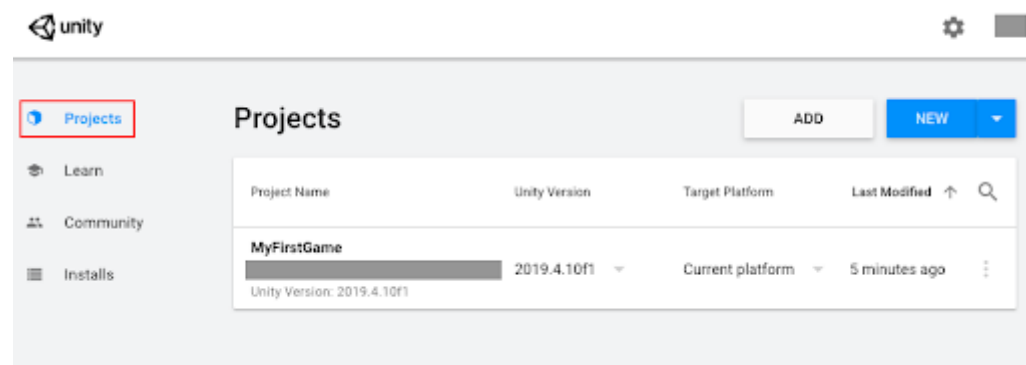 unity
Projects
Learn
Community
Installs
Projects
ADD
NEW
Project Name
Unity Version
Target Platform
Last Modified
MyFirstGame
2019.4.10f1
Current platform
5 minutes ago
Unity Version: 2019.4.10f1